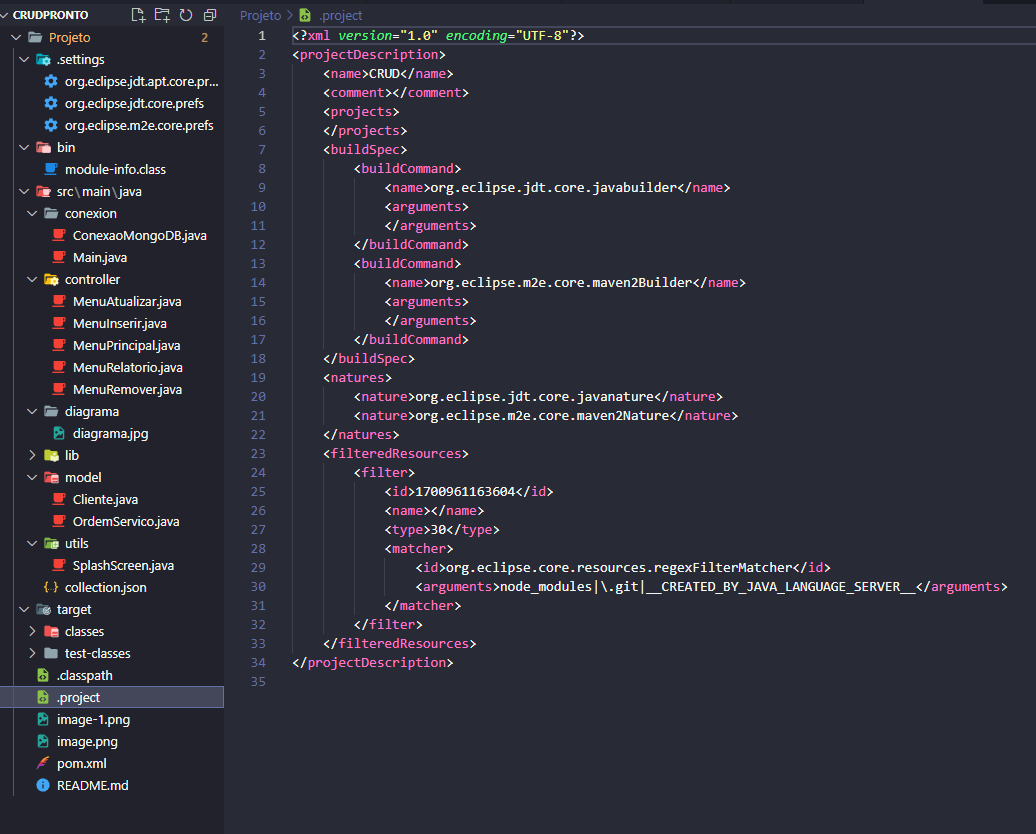 CRUDPRONTO
Projeto 2
.settings
org.eclipse.jdt.apt.core.pr...
org.eclipse.jdt.core.prefs
org.eclipse.m2e.core.prefs
bin
module-info.class
src\main\java
conexion
ConexaoMongoDB.java
Main.java
controller
MenuAtualizar.java
MenuInserir.java
MenuPrincipal.java
MenuRelatorio.java
MenuRemover.java
diagrama
diagrama.jpg
lib
model
Cliente.java
OrdemServico.java
utils
SplashScreen.java
collection.json
target
classes
test-classes
.classpath
.project
image-1.png
image.png
pom.xml
README.md
Projeto > .project
1 <?xml version="1.0" encoding="UTF-8"?>
2 <projectDescription>
3 <name>CRUD</name>
4 <comment></comment>
5 <projects>
6 </projects>
7 <buildSpec>
8 <buildCommand>
9 <name>org.eclipse.jdt.core.javabuilder</name>
10 <arguments>
11 </arguments>
12 </buildCommand>
13 <buildCommand>
14 <name>org.eclipse.m2e.core.maven2Builder</name>
15 <arguments>
16 </arguments>
17 </buildCommand>
18 </buildSpec>
19 <natures>
20 <nature>org.eclipse.jdt.core.javanature</nature>
21 <nature>org.eclipse.m2e.core.maven2Nature</nature>
22 </natures>
23 <filteredResources>
24 <filter>
25 <id>1700961163604</id>
26 <name></name>
27 <type>30</type>
28 <matcher>
29 <id>org.eclipse.core.resources.regexFilterMatcher</id>
30 <arguments>node_modules|\.git|__CREATED_BY_JAVA_LANGUAGE_SERVER__</arguments>
31 </matcher>
32 </filter>
33 </filteredResources>
34 </projectDescription>
35